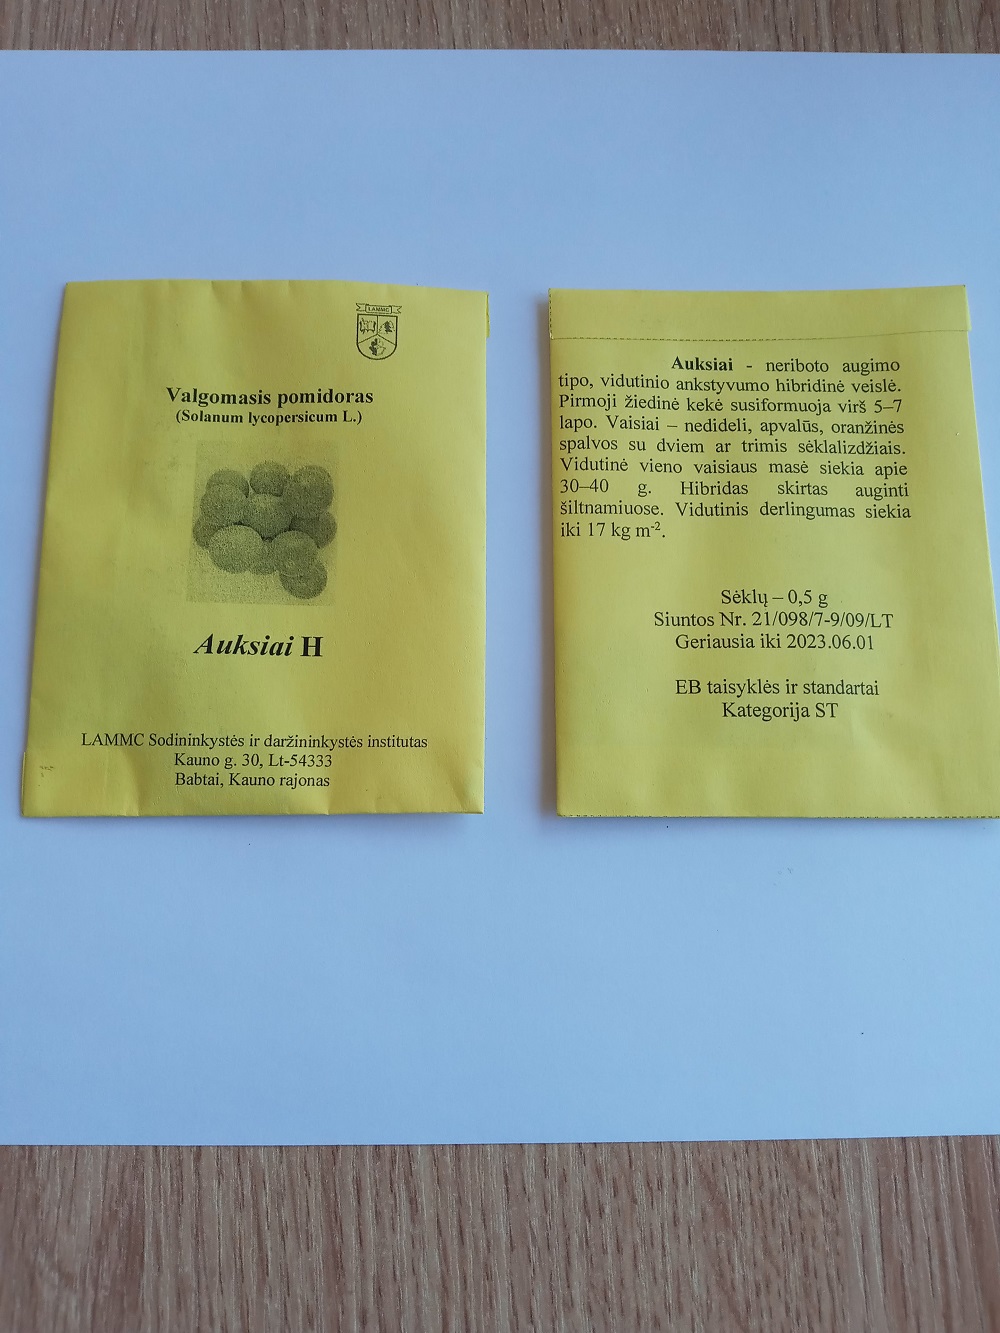 LAMMC
Valgomasis pomidoras
(Solanum lycopersicum L.)
Auksiai H
LAMMC Sodininkystės ir daržininkystės institutas
Kauno g. 30, Lt-54333
Babtai, Kauno rajonas
Auksiai - neriboto augimo
tipo, vidutinio ankstyvumo hibridinė veislė.
Pirmoji žiedinė kekė susiformuoja virš 5–7
lapo. Vaisiai – nedideli, apvalūs, oranžinės
spalvos su dviem ar trimis sėklalizdžiais.
Vidutinė vieno vaisiaus masė siekia apie
30–40 g. Hibridas skirtas auginti
šiltnamiuose. Vidutinis derlingumas siekia
iki 17 kg m⁻².
Sėklų – 0,5 g
Siuntos Nr. 21/098/7-9/09/LT
Geriausia iki 2023.06.01
EB taisyklės ir standartai
Kategorija ST